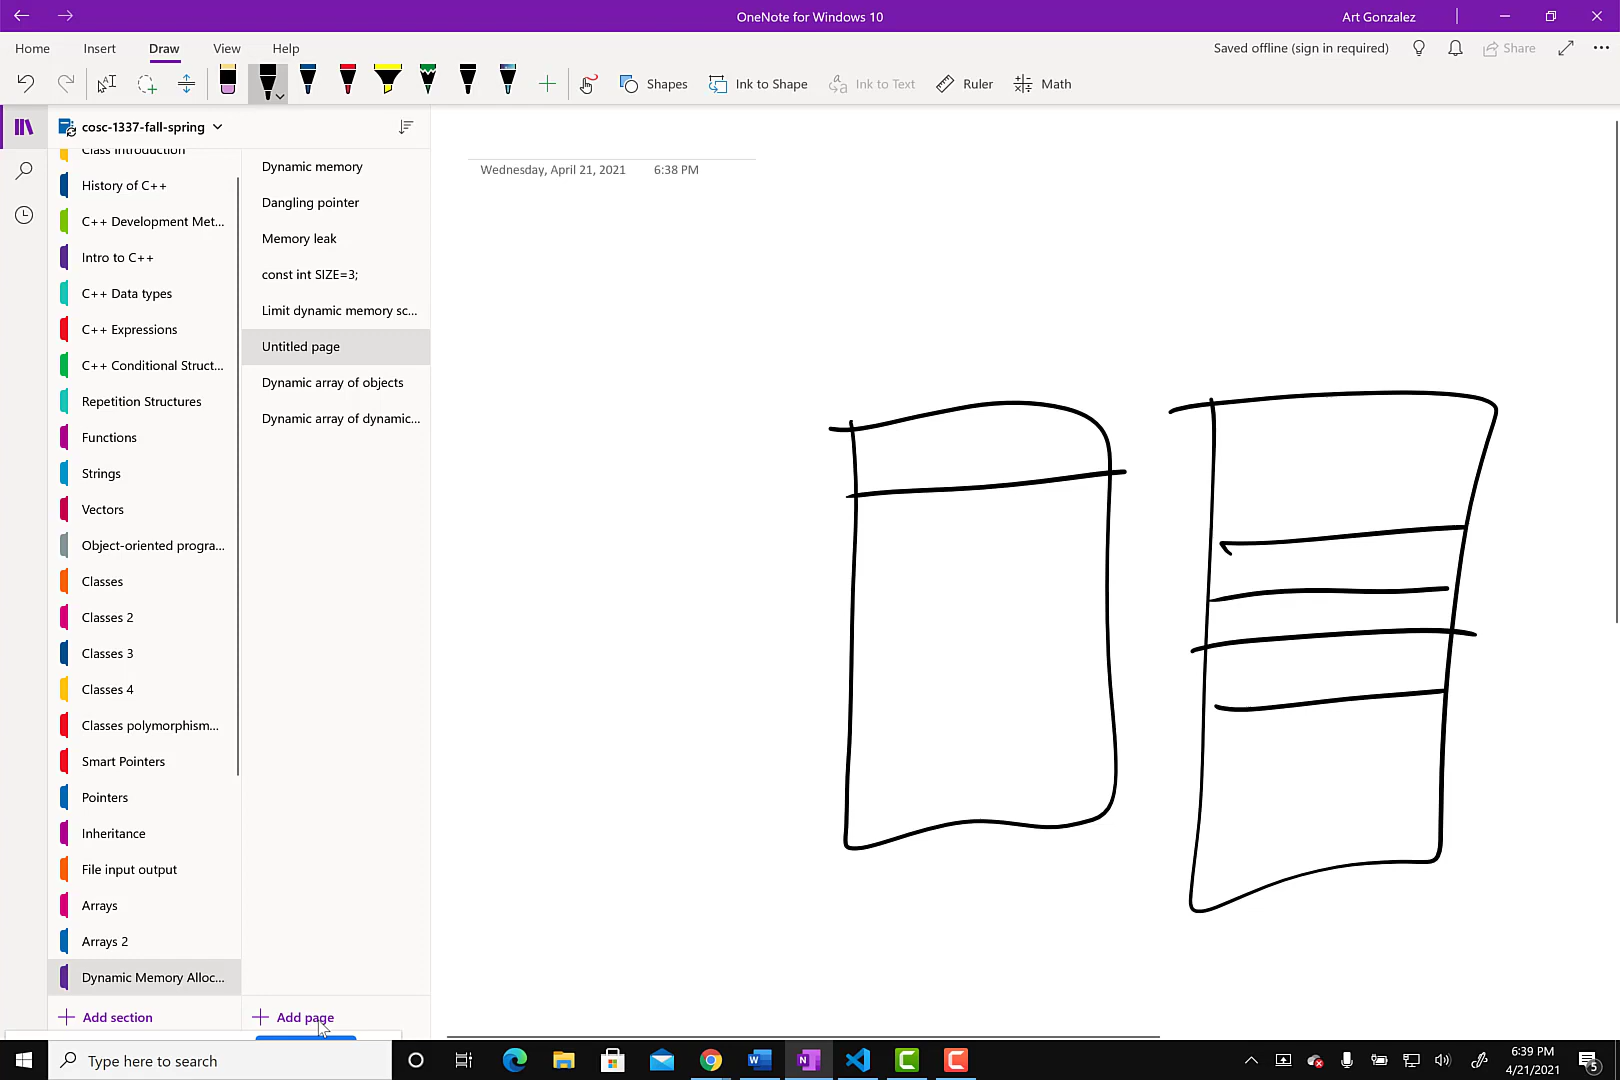 OneNote for Windows 10
Art Gonzalez
Home Insert Draw View Help
Saved offline (sign in required)
Share
Shapes
Ink to Shape
Ink to Text
Ruler
Math
cosc-1337-fall-spring
Class Introduction
History of C++
C++ Development Met...
Intro to C++
C++ Data types
C++ Expressions
C++ Conditional Struct...
Repetition Structures
Functions
Strings
Vectors
Object-oriented progra...
Classes
Classes 2
Classes 3
Classes 4
Classes polymorphism...
Smart Pointers
Pointers
Inheritance
File input output
Arrays
Arrays 2
Dynamic Memory Alloc...
Add section
Dynamic memory
Dangling pointer
Memory leak
const int SIZE=3;
Limit dynamic memory sc...
Untitled page
Dynamic array of objects
Dynamic array of dynamic...
Add page
Wednesday, April 21, 2021 6:38 PM
Type here to search
6:39 PM
4/21/2021
5